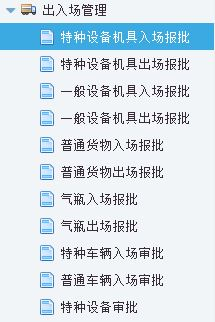 出入场管理
特种设备机具入场报批
特种设备机具出场报批
一般设备机具入场报批
一般设备机具出场报批
普通货物入场报批
普通货物出场报批
气瓶入场报批
气瓶出场报批
特种车辆入场审批
普通车辆入场审批
特种设备审批